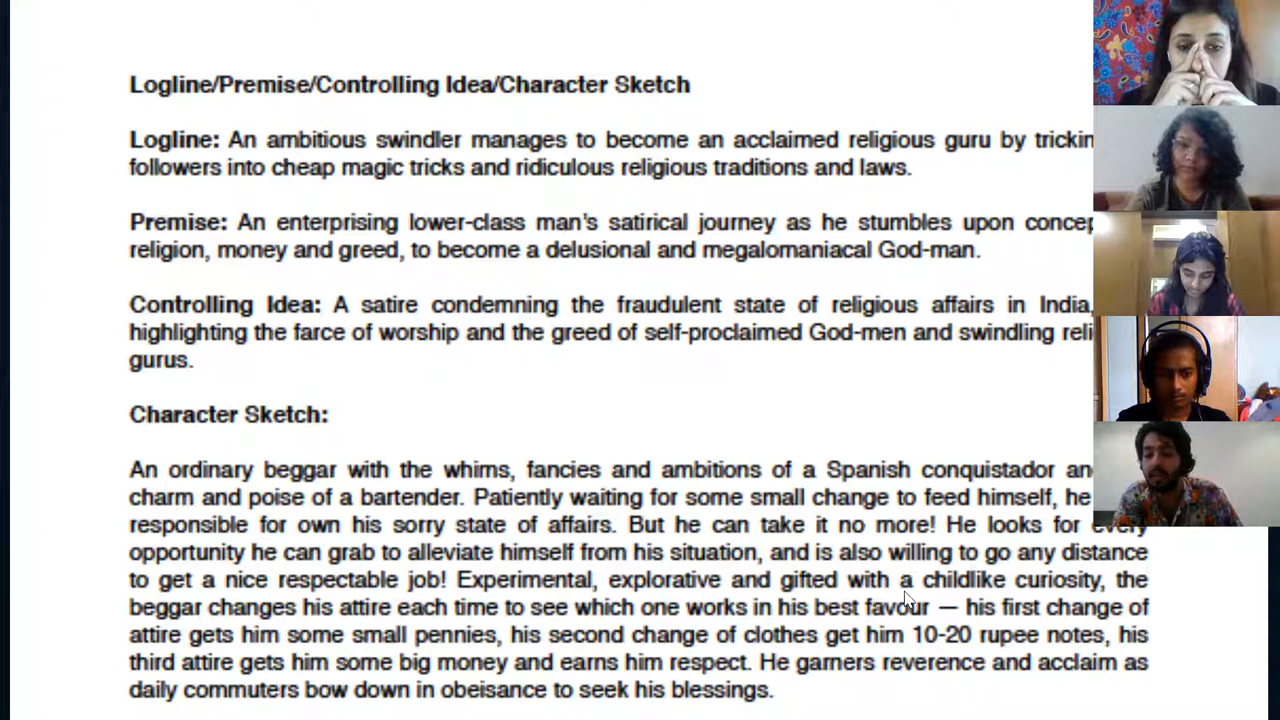 Logline/Premise/Controlling Idea/Character Sketch
Logline: An ambitious swindler manages to become an acclaimed religious guru by trickin
followers into cheap magic tricks and ridiculous religious traditions and laws.
Premise: An enterprising lower-class man's satirical journey as he stumbles upon concep
religion, money and greed, to become a delusional and megalomaniacal God-man.
Controlling Idea: A satire condemning the fraudulent state of religious affairs in India,
highlighting the farce of worship and the greed of self-proclaimed God-men and swindling reli
gurus.
Character Sketch:
An ordinary beggar with the whims, fancies and ambitions of a Spanish conquistador an
charm and poise of a bartender. Patiently waiting for some small change to feed himself, he
responsible for own his sorry state of affairs. But he can take it no more! He looks for every
opportunity he can grab to alleviate himself from his situation, and is also willing to go any distance
to get a nice respectable job! Experimental, explorative and gifted with a childlike curiosity, the
beggar changes his attire each time to see which one works in his best favour — his first change of
attire gets him some small pennies, his second change of clothes get him 10-20 rupee notes, his
third attire gets him some big money and earns him respect. He garners reverence and acclaim as
daily commuters bow down in obeisance to seek his blessings.